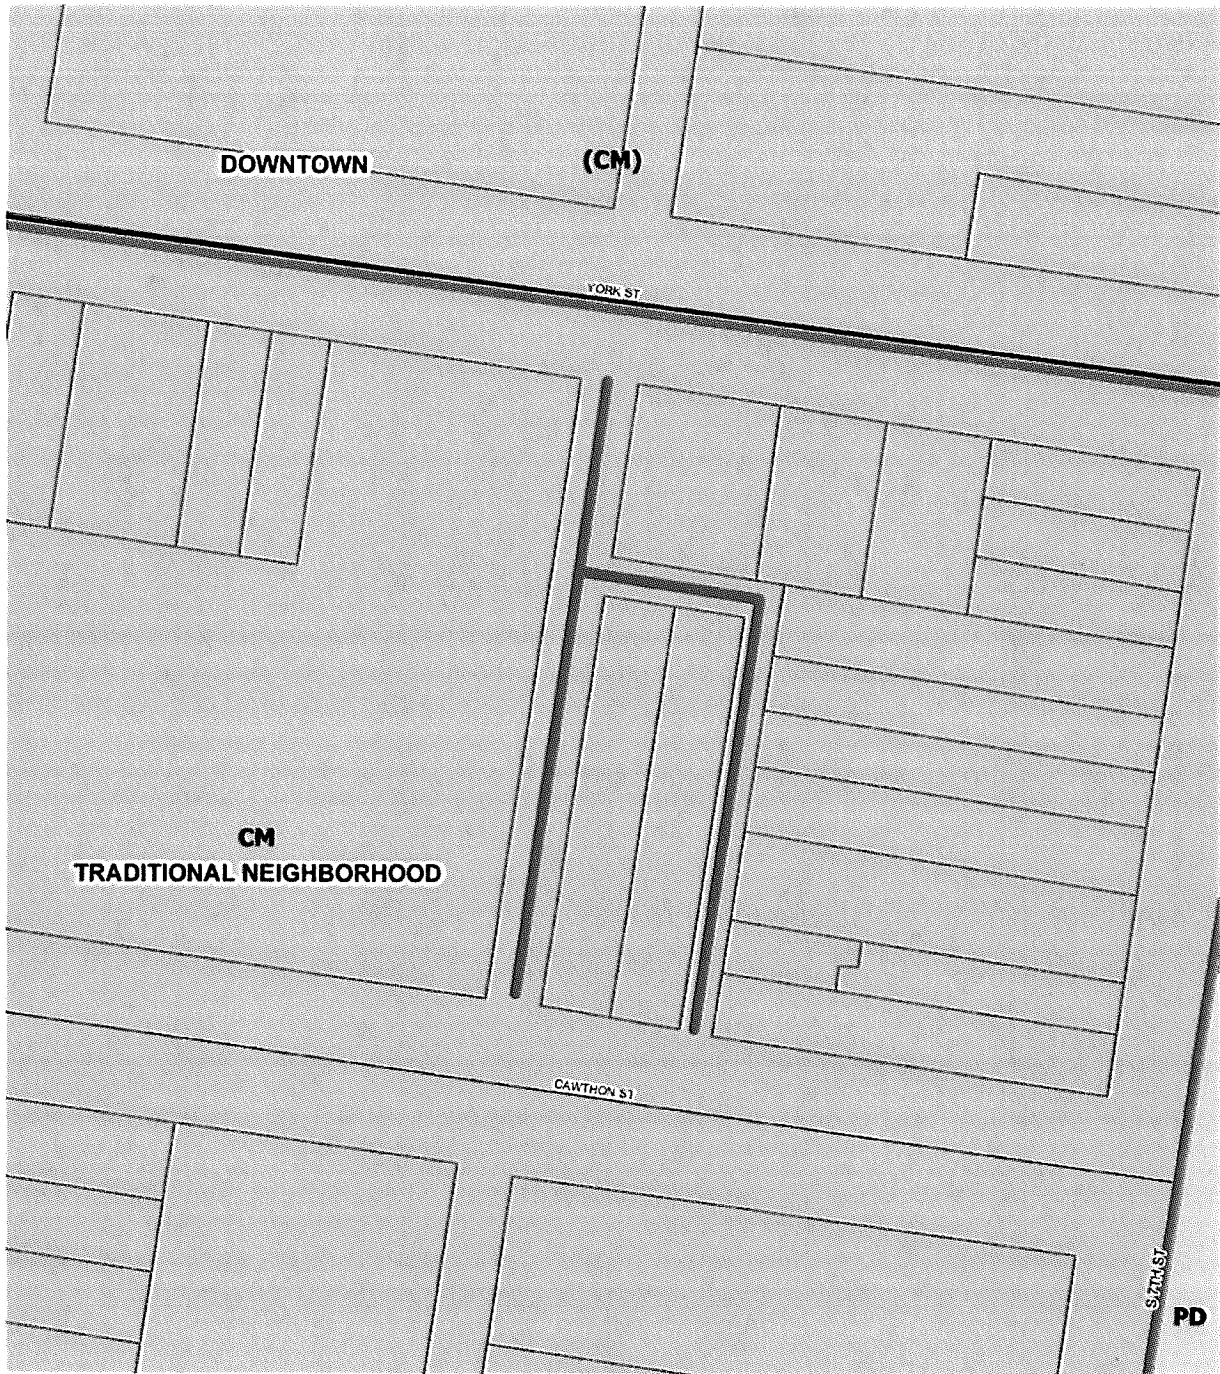 DOWNTOWN
(CM)
YORK ST
CM
TRADITIONAL NEIGHBORHOOD
CAWTHON ST
S 7TH ST
PD